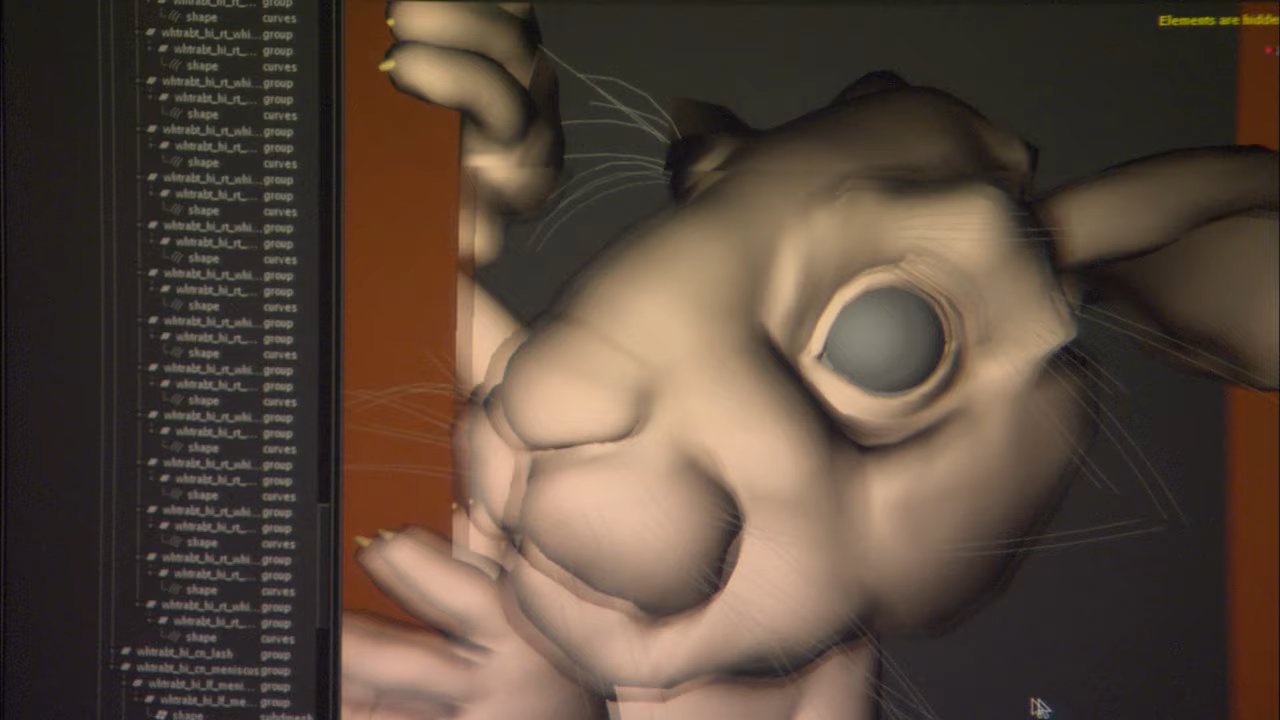 whtrabt_hi_rt_... group
shape curves
whtrabt_hi_rt_whi... group
whtrabt_hi_rt_... group
shape curves
whtrabt_hi_rt_whi... group
whtrabt_hi_rt_... group
shape curves
whtrabt_hi_rt_whi... group
whtrabt_hi_rt_... group
shape curves
whtrabt_hi_rt_whi... group
whtrabt_hi_rt_... group
shape curves
whtrabt_hi_rt_whi... group
whtrabt_hi_rt_... group
shape curves
whtrabt_hi_rt_whi... group
whtrabt_hi_rt_... group
shape curves
whtrabt_hi_rt_whi... group
whtrabt_hi_rt_... group
shape curves
whtrabt_hi_rt_whi... group
whtrabt_hi_rt_... group
shape curves
whtrabt_hi_rt_whi... group
whtrabt_hi_rt_... group
shape curves
whtrabt_hi_rt_whi... group
whtrabt_hi_rt_... group
shape curves
whtrabt_hi_rt_whi... group
whtrabt_hi_rt_... group
shape curves
whtrabt_hi_rt_whi... group
whtrabt_hi_rt_... group
shape curves
whtrabt_hi_rt_whi... group
whtrabt_hi_rt_... group
shape curves
whtrabt_hi_cn_lash group
whtrabt_hi_cn_meniscus group
whtrabt_hi_lf_meni... group
whtrabt_hi_lf_me... group
shape subdmesh
Elements are hidde